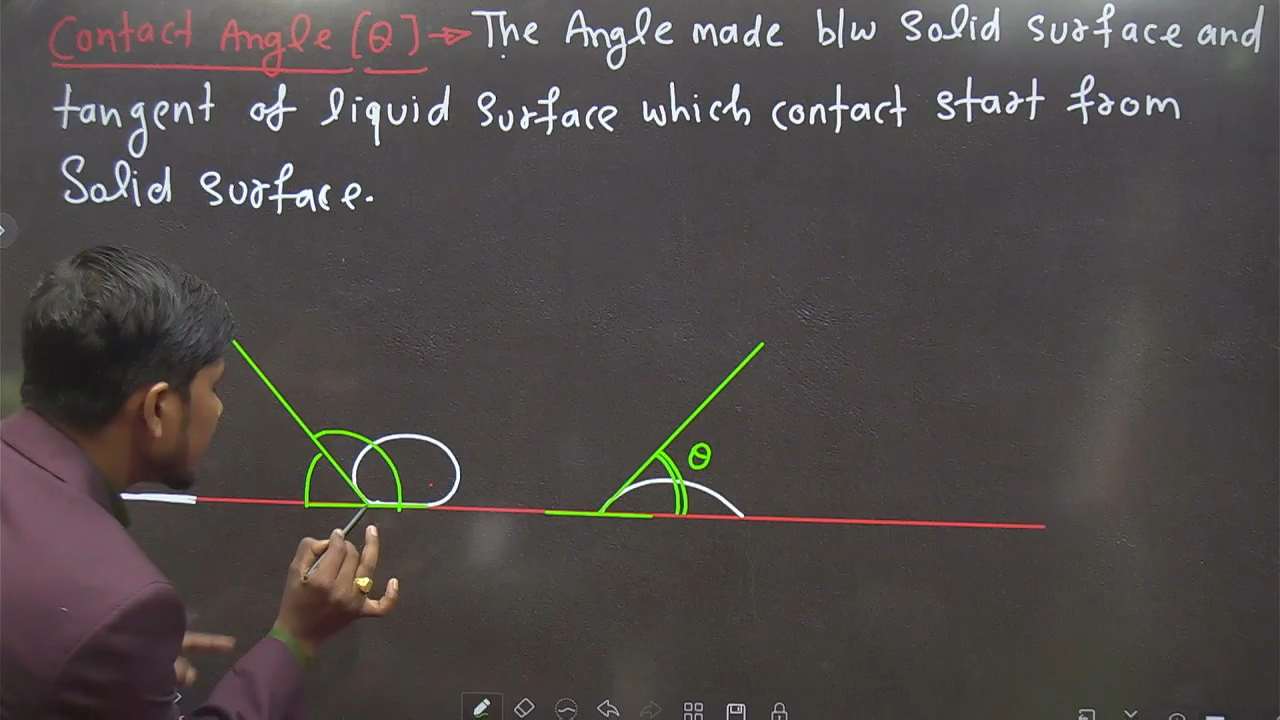 Contact Angle [θ] → The Angle made b/w Solid surface and
tangent of liquid surface which contact start from
Solid surface.
θ